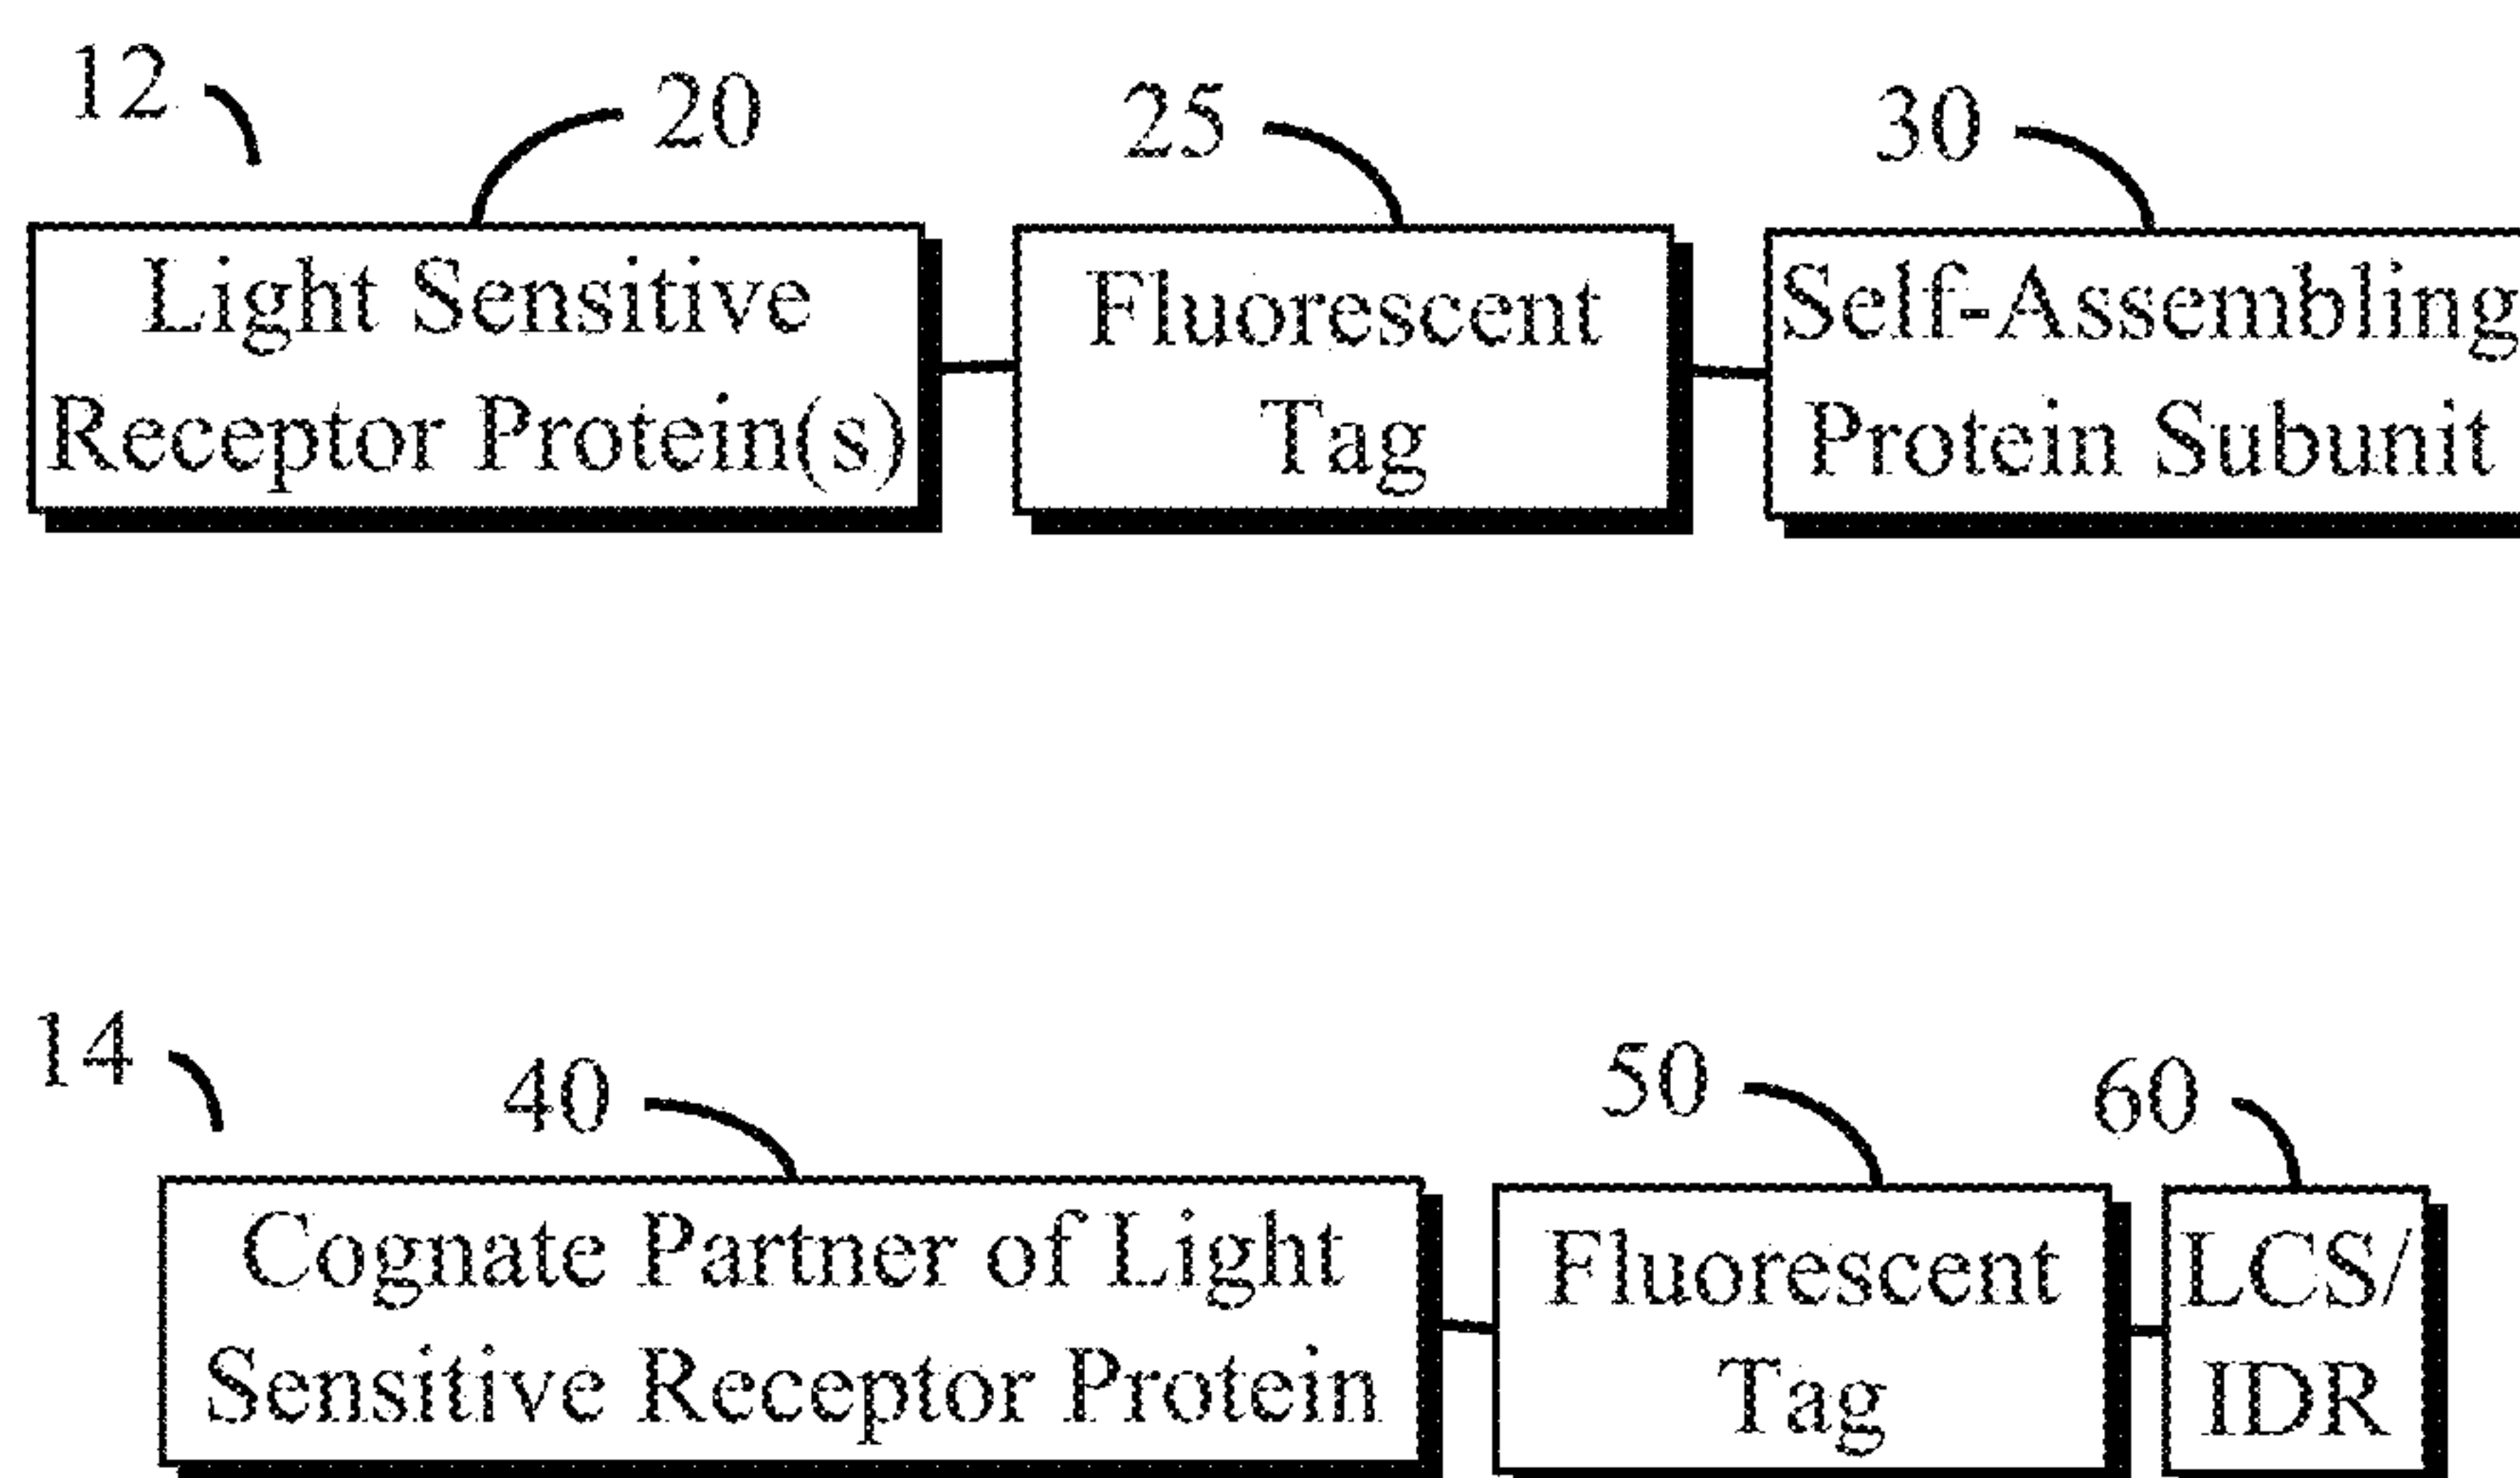 12 20 25 30
Light Sensitive
Receptor Protein(s)
Fluorescent
Tag
Self-Assembling
Protein Subunit
14 40 50 60
Cognate Partner of Light
Sensitive Receptor Protein
Fluorescent
Tag
LCS/
IDR